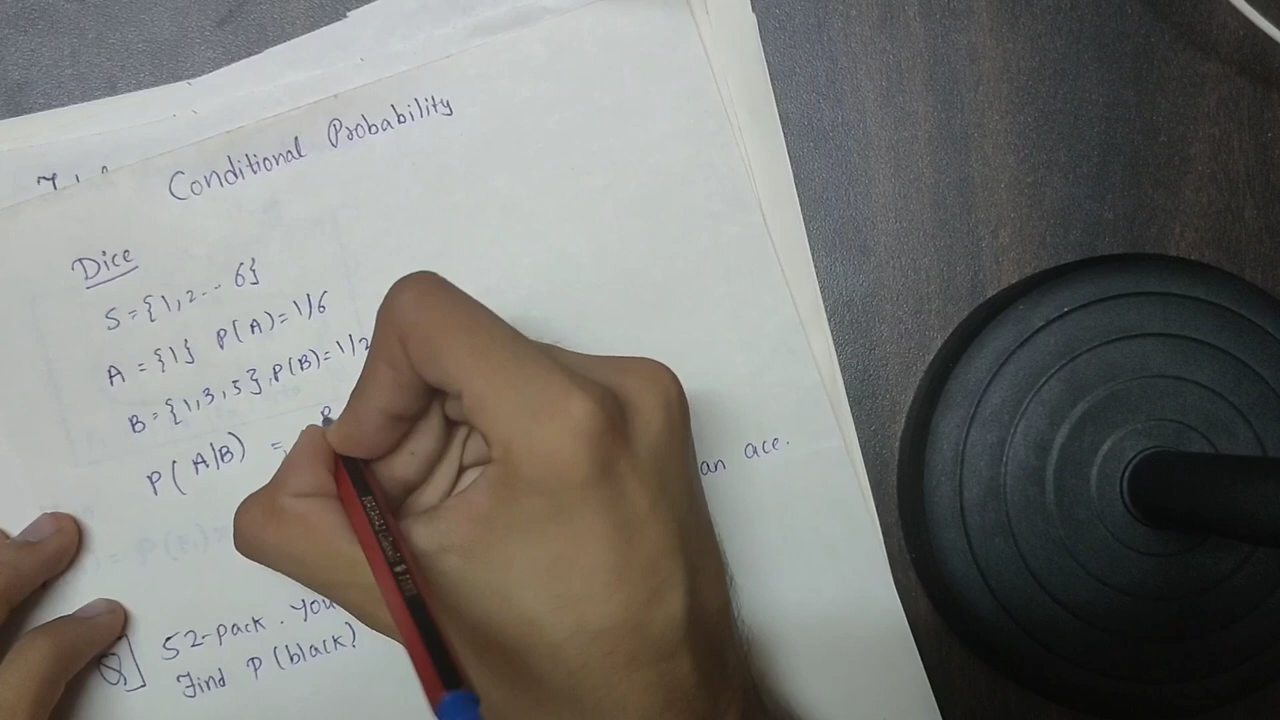 Conditional Probability
Dice
S={1,2.. 6}
A = {1} P(A)=1/6
B={1,3,5},P(B)=1/2
P(A|B) =
an ace.
Q] 52-pack. You
Find P(black)